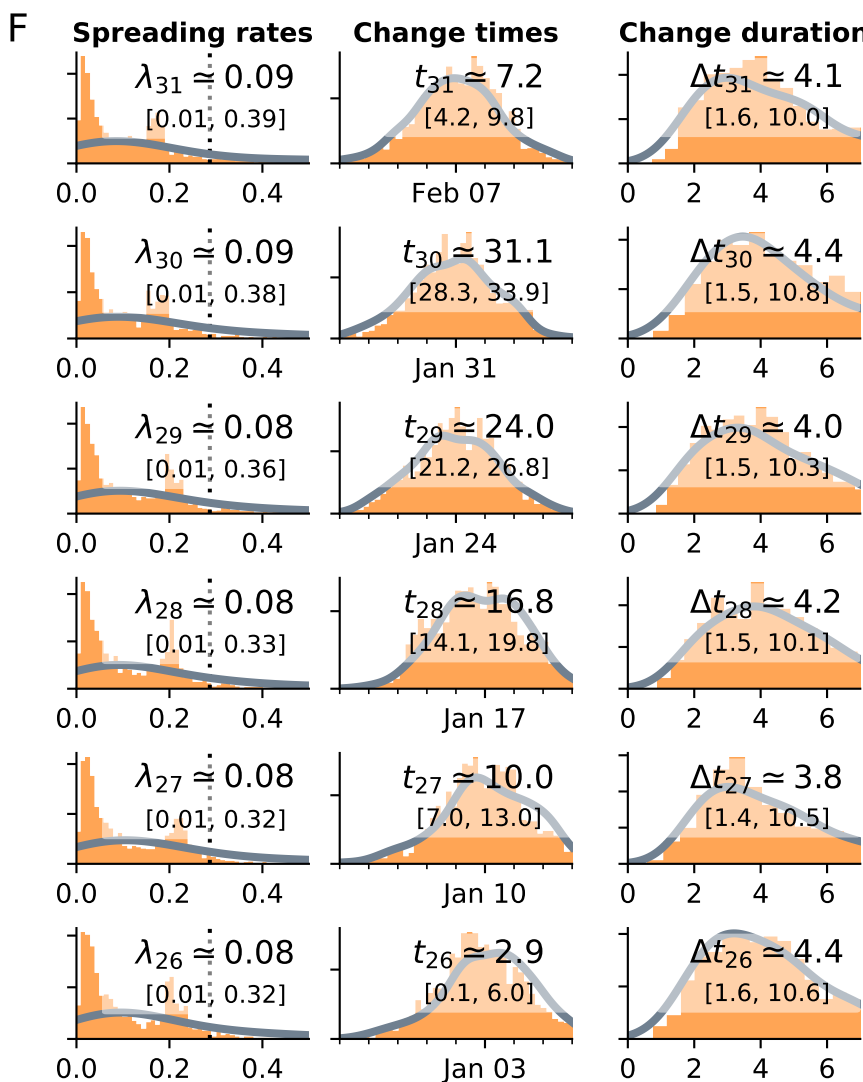 F
Spreading rates Change times Change duration
λ31 ≃ 0.09 t31 ≃ 7.2 Δt31 ≃ 4.1
[0.01, 0.39] [4.2, 9.8] [1.6, 10.0]
0.0 0.2 0.4 Feb 07 0 2 4 6
λ30 ≃ 0.09 t30 ≃ 31.1 Δt30 ≃ 4.4
[0.01, 0.38] [28.3, 33.9] [1.5, 10.8]
0.0 0.2 0.4 Jan 31 0 2 4 6
λ29 ≃ 0.08 t29 ≃ 24.0 Δt29 ≃ 4.0
[0.01, 0.36] [21.2, 26.8] [1.5, 10.3]
0.0 0.2 0.4 Jan 24 0 2 4 6
λ28 ≃ 0.08 t28 ≃ 16.8 Δt28 ≃ 4.2
[0.01, 0.33] [14.1, 19.8] [1.5, 10.1]
0.0 0.2 0.4 Jan 17 0 2 4 6
λ27 ≃ 0.08 t27 ≃ 10.0 Δt27 ≃ 3.8
[0.01, 0.32] [7.0, 13.0] [1.4, 10.5]
0.0 0.2 0.4 Jan 10 0 2 4 6
λ26 ≃ 0.08 t26 ≃ 2.9 Δt26 ≃ 4.4
[0.01, 0.32] [0.1, 6.0] [1.6, 10.6]
0.0 0.2 0.4 Jan 03 0 2 4 6